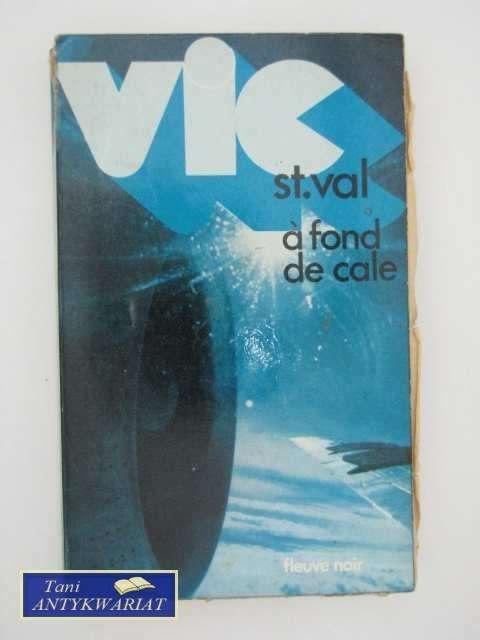 vic
st.val
à fond
de cale
fleuve noir
Tani
ANTYKWARIAT